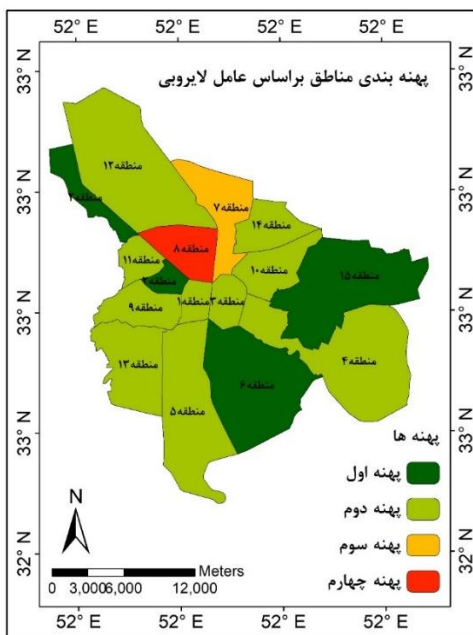 52° E 52° E 52° E 52° E
پهنه بندی مناطق براساس عامل لایروبی
33° N 33° N
33° N 33° N
33° N 33° N
33° N 33° N
32° N 32° N
منطقه۱۲
منطقه۲
منطقه۷
منطقه۱۴
منطقه۸
منطقه۱۱
منطقه۱۰
منطقه۱۵
منطقه۱
منطقه۳
منطقه۹
منطقه۴
منطقه۱۳
منطقه۶
منطقه۵
پهنه ها
پهنه اول
پهنه دوم
پهنه سوم
پهنه چهارم
N
Meters
0 3,0006,000 12,000
52° E 52° E 52° E 52° E